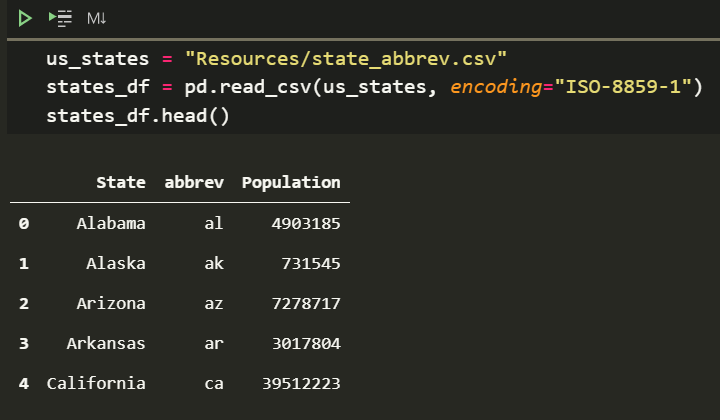 M↓
us_states = "Resources/state_abbrev.csv"
states_df = pd.read_csv(us_states, encoding="ISO-8859-1")
states_df.head()
State abbrev Population
0 Alabama al 4903185
1 Alaska ak 731545
2 Arizona az 7278717
3 Arkansas ar 3017804
4 California ca 39512223